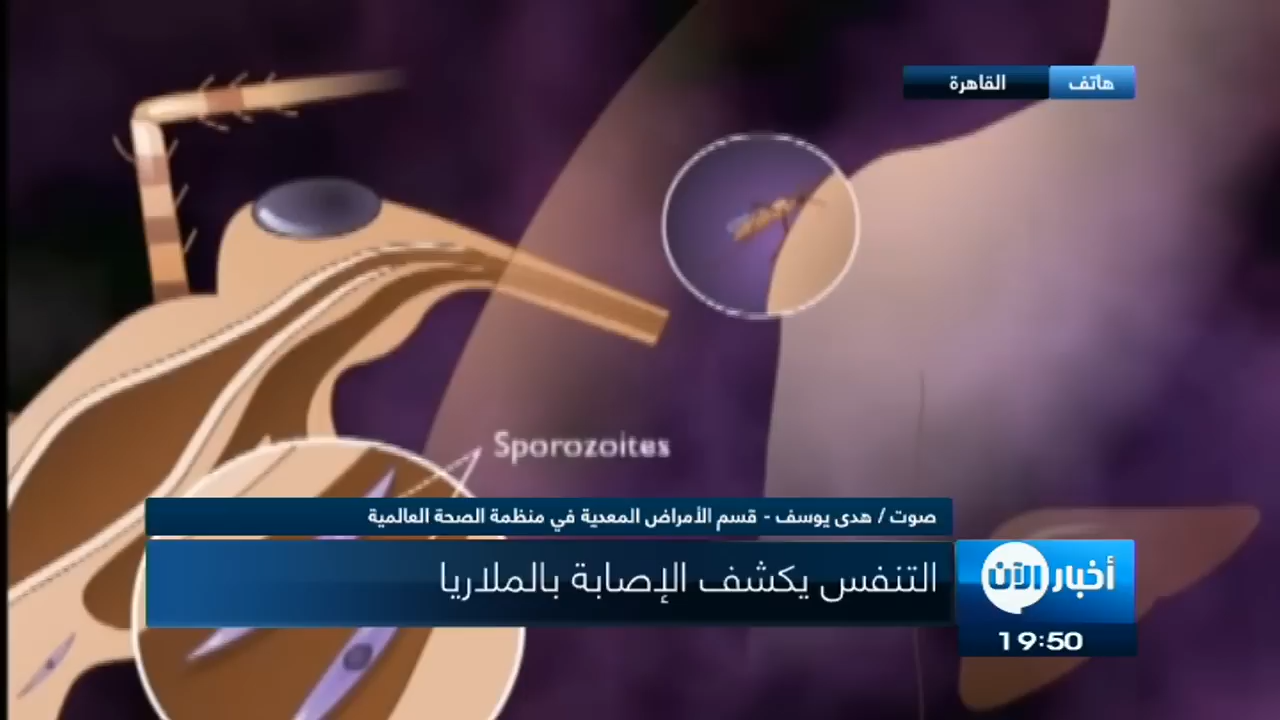 هاتف القاهرة
Sporozoites
صوت / هدى يوسف - قسم الأمراض المعدية في منظمة الصحة العالمية
التنفس يكشف الإصابة بالملاريا
أخبار الآن
19:50